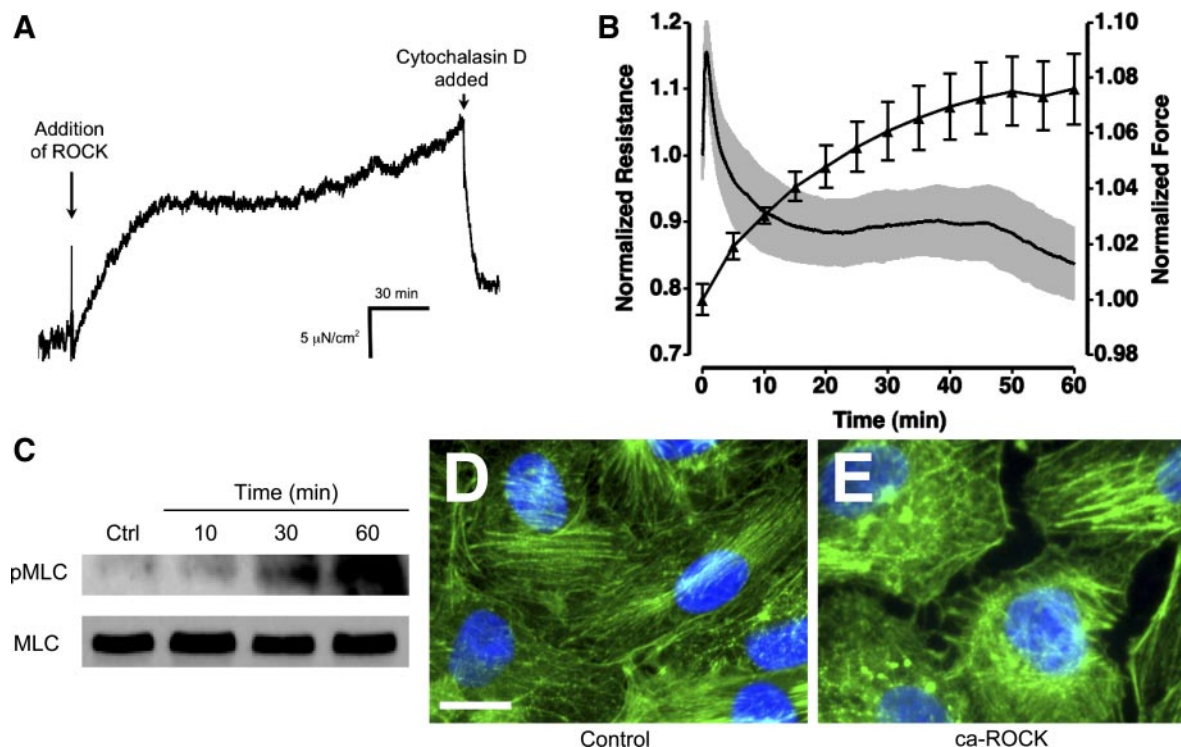 A
Addition
of ROCK
Cytochalasin D
added
30 min
5 µN/cm²
B
Normalized Resistance
1.2
1.1
1.0
0.9
0.8
0.7
Normalized Force
1.10
1.08
1.06
1.04
1.02
1.00
0.98
0 10 20 30 40 50 60
Time (min)
C
Time (min)
Ctrl 10 30 60
pMLC
MLC
D
Control
E
ca-ROCK